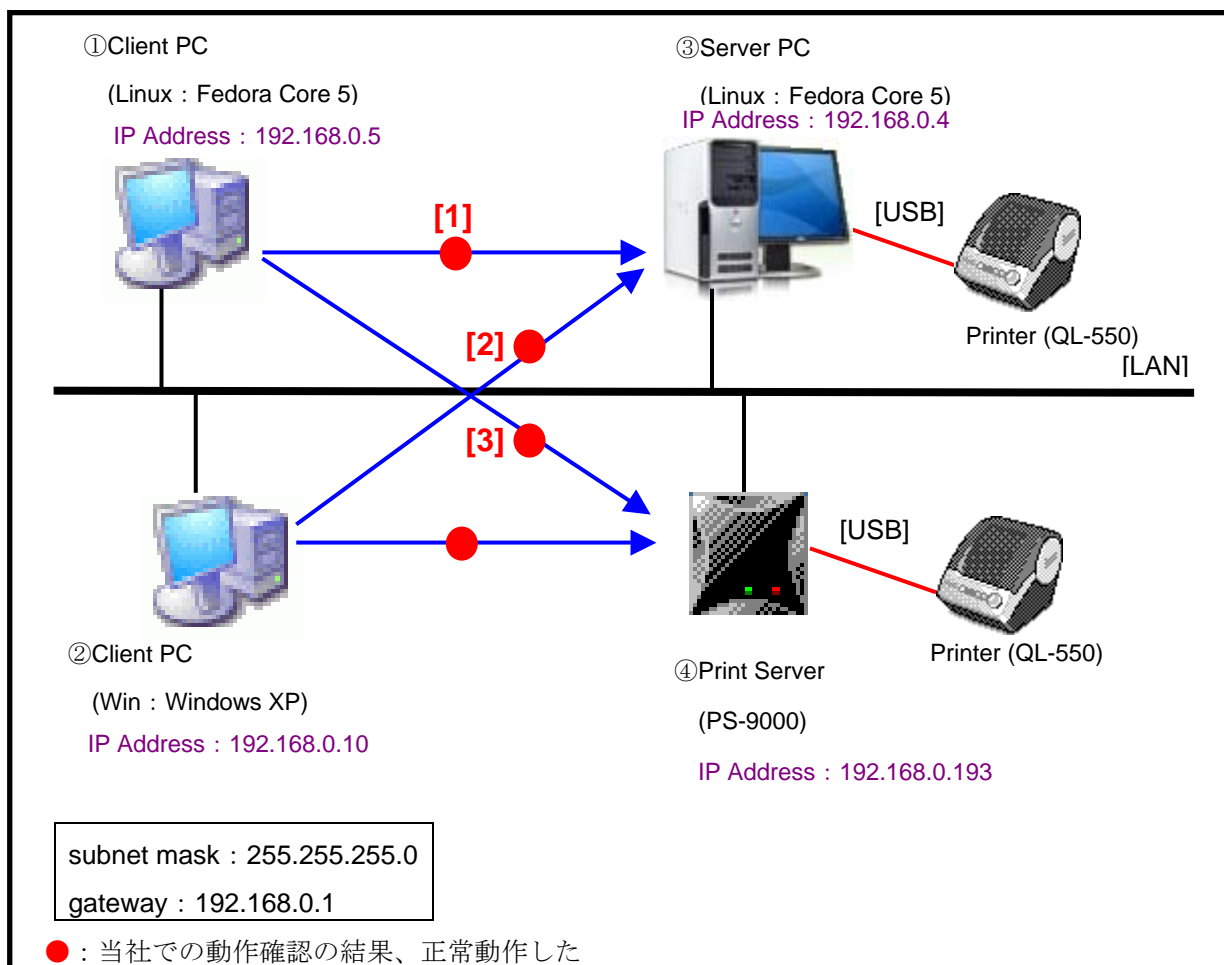 ①Client PC
(Linux：Fedora Core 5)
IP Address：192.168.0.5
③Server PC
(Linux：Fedora Core 5)
IP Address：192.168.0.4
[1]
[USB]
Printer (QL-550)
[2]
[LAN]
[3]
[USB]
Printer (QL-550)
②Client PC
(Win：Windows XP)
IP Address：192.168.0.10
④Print Server
(PS-9000)
IP Address：192.168.0.193
subnet mask：255.255.255.0
gateway：192.168.0.1
●：当社での動作確認の結果、正常動作した